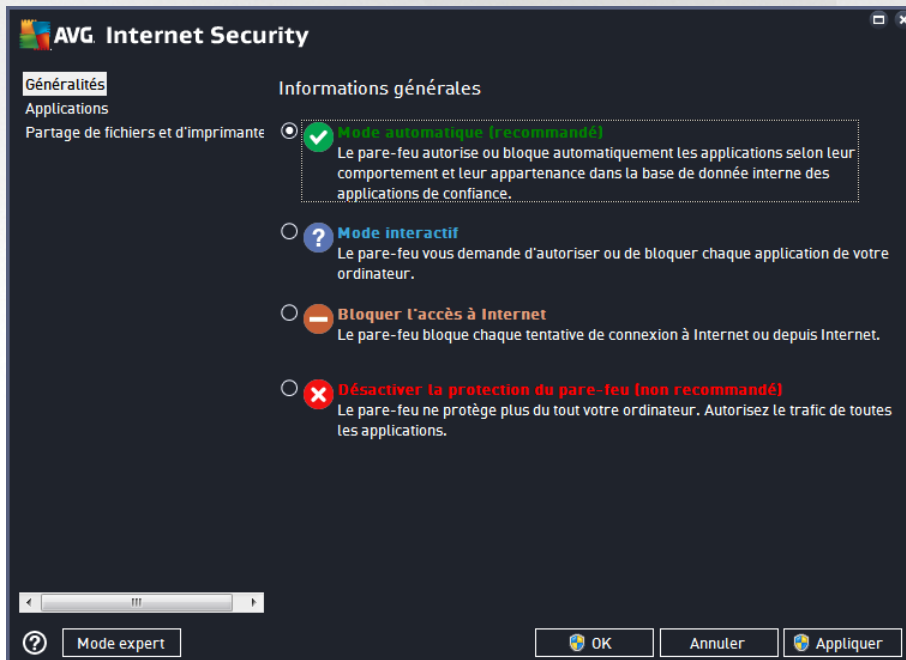 AVG. Internet Security
Généralités
Applications
Partage de fichiers et d'imprimante
Informations générales
Mode automatique (recommandé)
Le pare-feu autorise ou bloque automatiquement les applications selon leur
comportement et leur appartenance dans la base de donnée interne des
applications de confiance.
Mode interactif
Le pare-feu vous demande d'autoriser ou de bloquer chaque application de votre
ordinateur.
Bloquer l'accès à Internet
Le pare-feu bloque chaque tentative de connexion à Internet ou depuis Internet.
Désactiver la protection du pare-feu (non recommandé)
Le pare-feu ne protège plus du tout votre ordinateur. Autorisez le trafic de toutes
les applications.
Mode expert
OK
Annuler
Appliquer